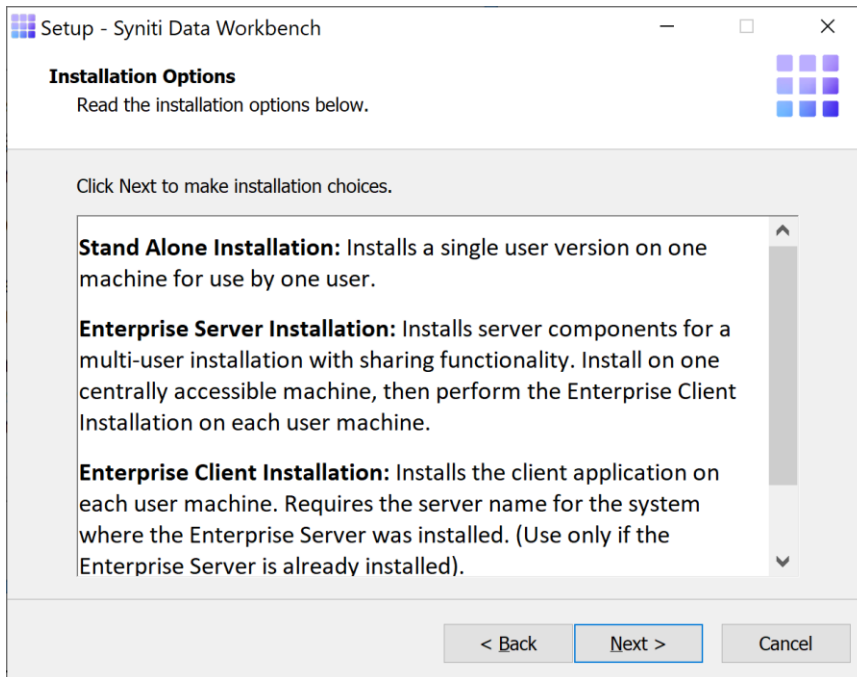 Setup - Syniti Data Workbench
Installation Options
Read the installation options below.
Click Next to make installation choices.
Stand Alone Installation: Installs a single user version on one
machine for use by one user.
Enterprise Server Installation: Installs server components for a
multi-user installation with sharing functionality. Install on one
centrally accessible machine, then perform the Enterprise Client
Installation on each user machine.
Enterprise Client Installation: Installs the client application on
each user machine. Requires the server name for the system
where the Enterprise Server was installed. (Use only if the
Enterprise Server is already installed).
< Back Next > Cancel